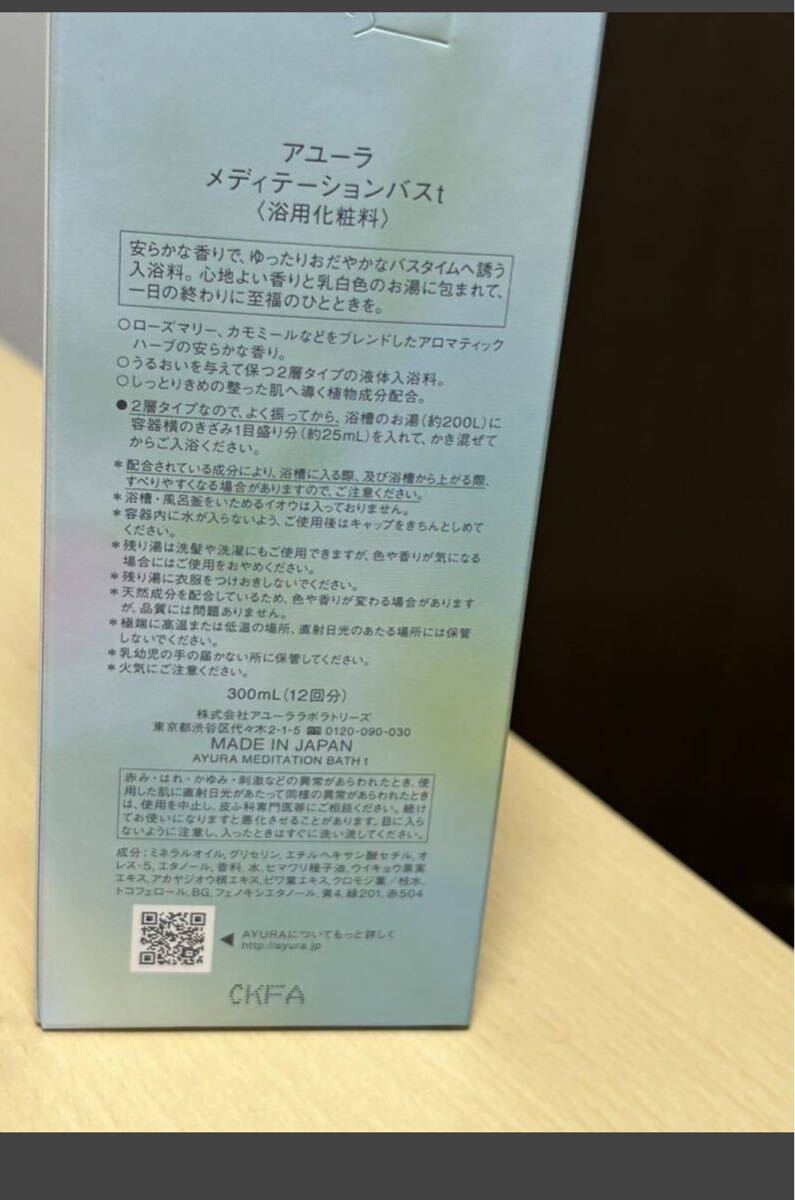 アユーラ
メディテーションバスt
〈浴用化粧料〉
安らかな香りで、ゆったりおだやかなバスタイムへ誘う
入浴料。心地よい香りと乳白色のお湯に包まれて、
一日の終わりに至福のひとときを。
○ローズマリー、カモミールなどをブレンドしたアロマティック
ハーブの安らかな香り。
○うるおいを与えて保つ2層タイプの液体入浴料。
○しっとりきめの整った肌へ導く植物成分配合。
●2層タイプなので、よく振ってから、浴槽のお湯(約200L)に
容器横のきざみ1目盛り分(約25mL)を入れて、かき混ぜて
からご入浴ください。
＊配合されている成分により、浴槽に入る際、及び浴槽から上がる際、
すべりやすくなる場合がありますので、ご注意ください。
＊浴槽・風呂釜をいためるイオウは入っておりません。
＊容器内に水が入らないよう、ご使用後はキャップをきちんとしめて
ください。
＊残り湯は洗髪や洗濯にもご使用できますが、色や香りが気になる
場合にはご使用をおやめください。
＊残り湯に衣服をつけおきしないでください。
＊天然成分を配合しているため、色や香りが変わる場合があります
が、品質には問題ありません。
＊極端に高温または低温の場所、直射日光のあたる場所には保管
しないでください。
＊乳幼児の手の届かない所に保管してください。
＊火気にご注意ください。
300mL(12回分)
株式会社アユーララボラトリーズ
東京都渋谷区代々木2-1-5 0120-090-030
MADE IN JAPAN
AYURA MEDITATION BATH t
赤み・はれ・かゆみ・刺激などの異常があらわれたとき、使
用した肌に直射日光があたって同様の異常があらわれたとき
は、使用を中止し、皮ふ科専門医等にご相談ください。続け
てお使いになりますと悪化させることがあります。目に入ら
ないように注意し、入ったときはすぐに洗い流してください。
成分：ミネラルオイル,グリセリン,エチルヘキサン酸セチル,オ
レス-5,エタノール,香料,水,ヒマワリ種子油,ウイキョウ果実
エキス,アカヤジオウ根エキス,ビワ葉エキス,クロモジ葉／枝水,
トコフェロール,BG,フェノキシエタノール,黄4,緑201,赤504
◀ AYURAについてもっと詳しく
http://ayura.jp
CKFA